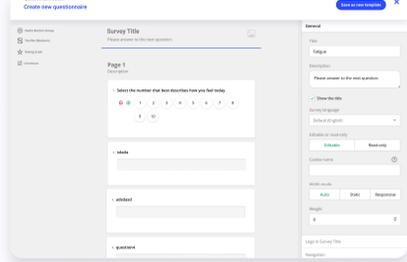 Create new questionnaire
Save as new template
Survey Title
Please answer to the next question
Page 1
Description
Select the number that best describes how you feel today
1 2 3 4 5 6 7 8
9 10
question4
General
Title
Fatigue
Description
Please answer to the next question
Show the title
Survey language
Default (English)
Editable or read-only
Editable Read-only
Cookie name
Width mode
Auto Static Responsive
Logo in Survey Title
Navigation